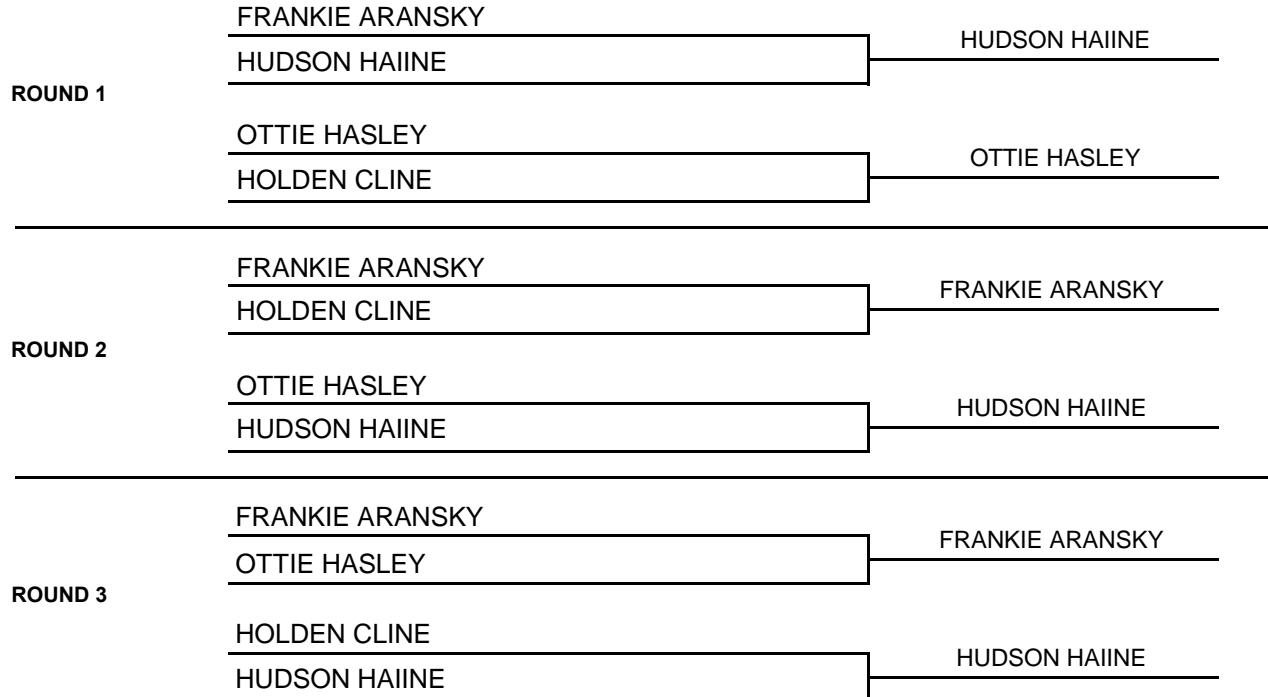 FRANKIE ARANSKY
HUDSON HAIINE
HUDSON HAIINE
ROUND 1
OTTIE HASLEY
HOLDEN CLINE
OTTIE HASLEY
FRANKIE ARANSKY
HOLDEN CLINE
FRANKIE ARANSKY
ROUND 2
OTTIE HASLEY
HUDSON HAIINE
HUDSON HAIINE
FRANKIE ARANSKY
OTTIE HASLEY
FRANKIE ARANSKY
ROUND 3
HOLDEN CLINE
HUDSON HAIINE
HUDSON HAIINE